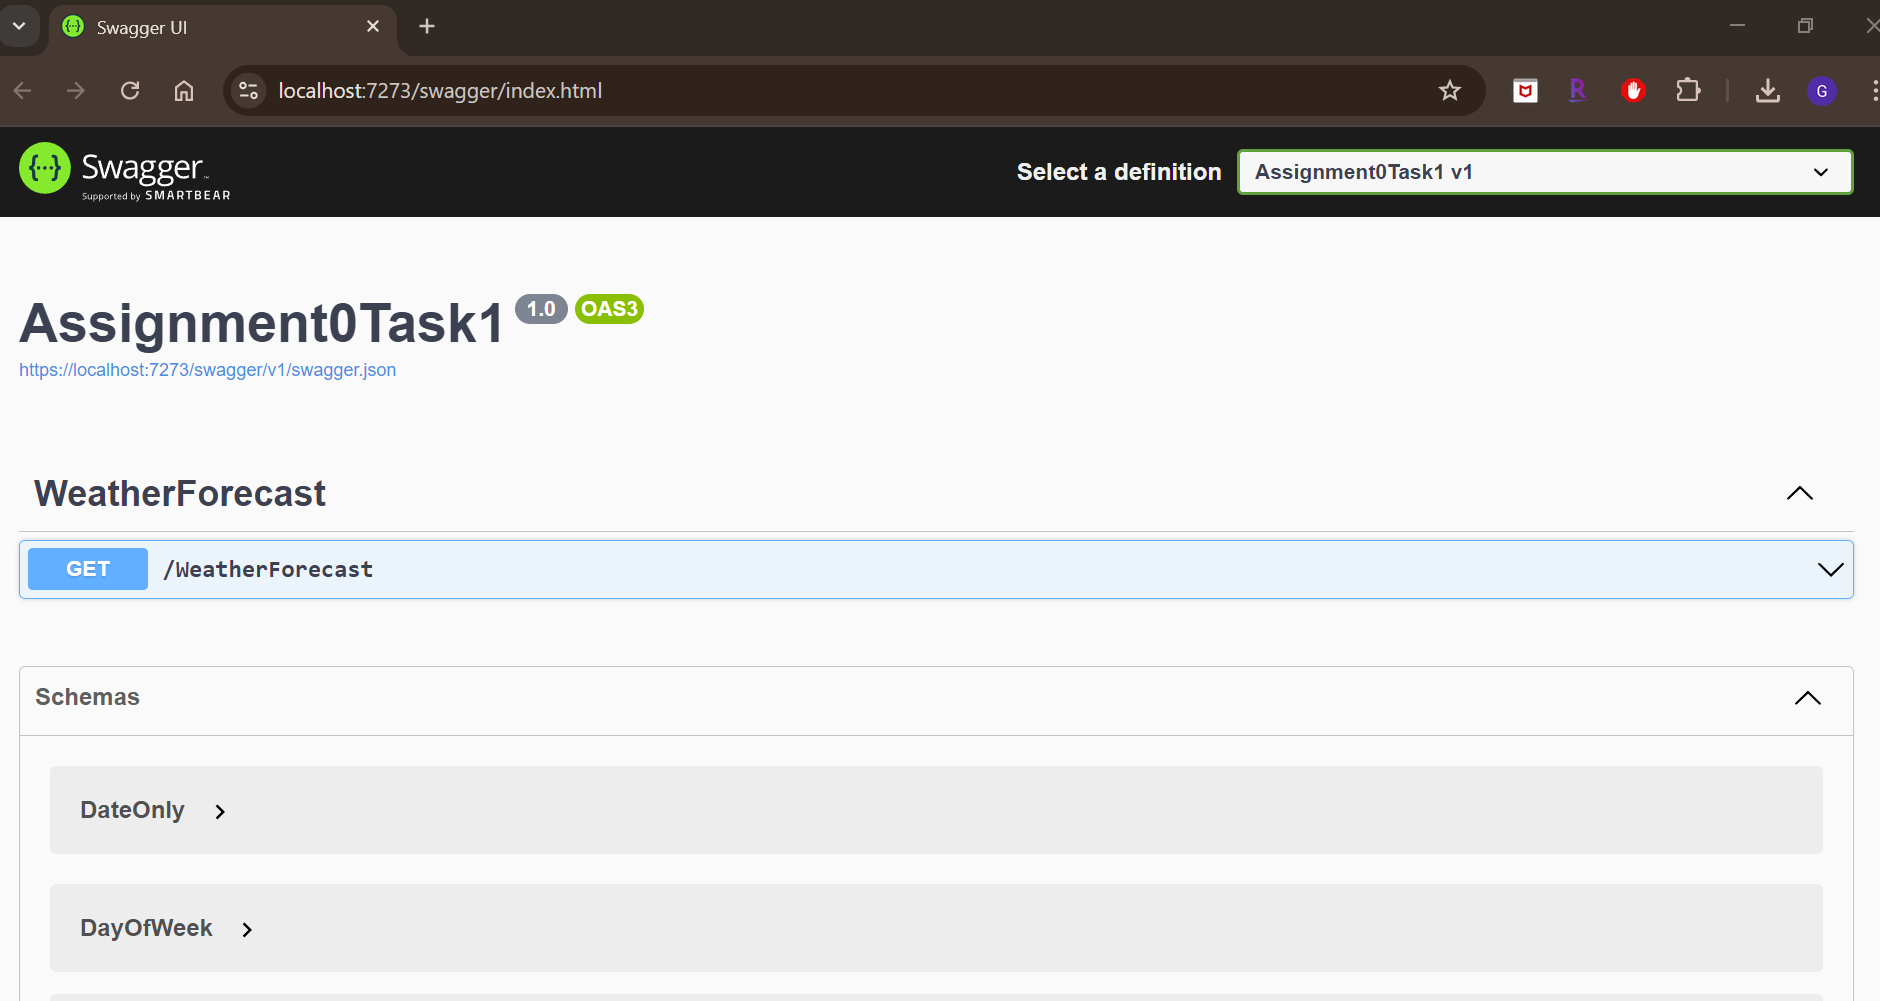 Swagger UI
localhost:7273/swagger/index.html
G
Swagger™
Supported by SMARTBEAR
Select a definition
Assignment0Task1 v1
Assignment0Task1 1.0 OAS3
https://localhost:7273/swagger/v1/swagger.json
WeatherForecast
GET /WeatherForecast
Schemas
DateOnly
DayOfWeek